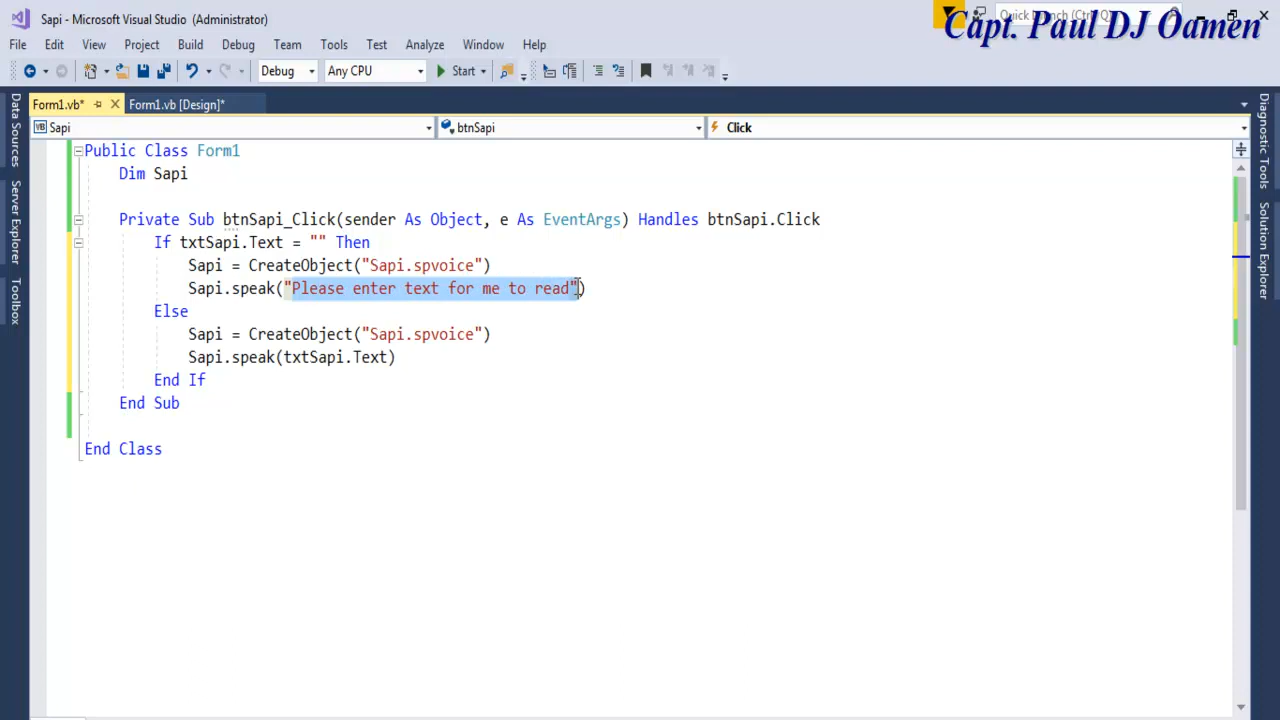 Sapi - Microsoft Visual Studio (Administrator)
Quick Launch (Ctrl+Q)
Capt. Paul DJ Oamen
File Edit View Project Build Debug Team Tools Test Analyze Window Help
Debug Any CPU Start
Form1.vb* Form1.vb [Design]*
Sapi btnSapi Click
Data Sources
Server Explorer
Toolbox
Public Class Form1
Dim Sapi
Private Sub btnSapi_Click(sender As Object, e As EventArgs) Handles btnSapi.Click
If txtSapi.Text = "" Then
Sapi = CreateObject("Sapi.spvoice")
Sapi.speak("Please enter text for me to read")
Else
Sapi = CreateObject("Sapi.spvoice")
Sapi.speak(txtSapi.Text)
End If
End Sub
End Class
Diagnostic Tools
Solution Explorer